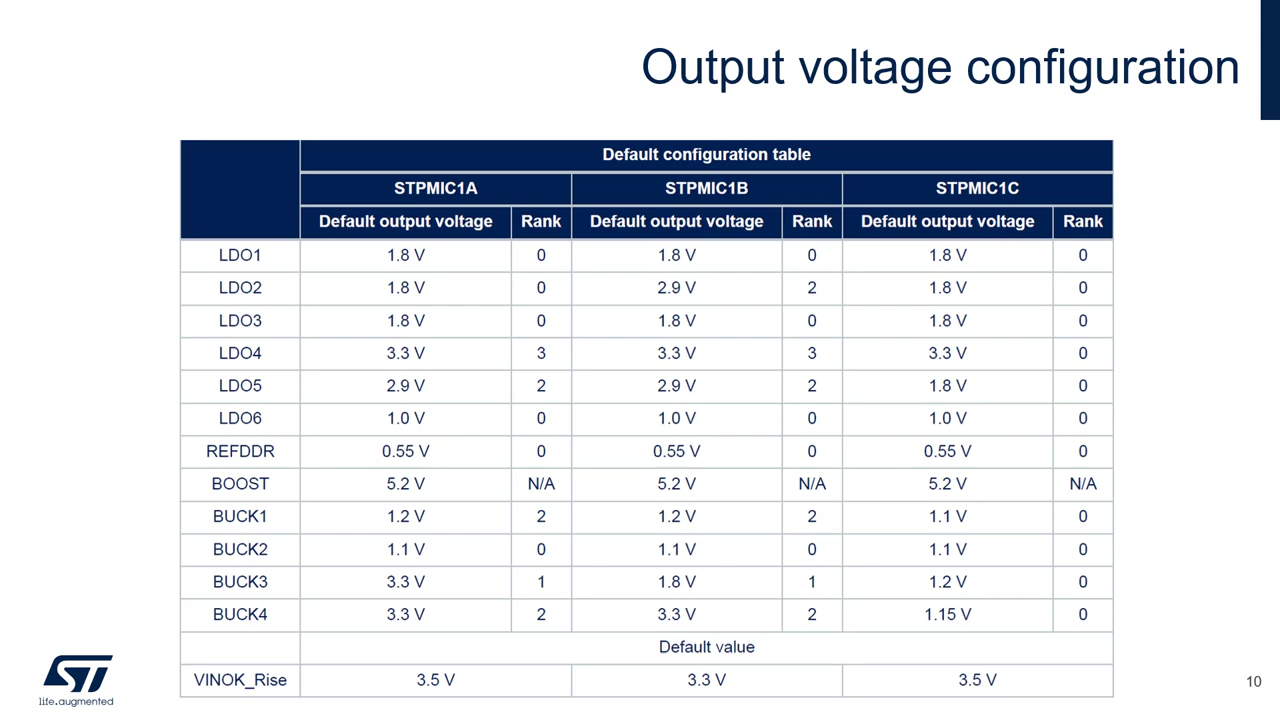 Output voltage configuration
Default configuration table
STPMIC1A STPMIC1B STPMIC1C
Default output voltage Rank Default output voltage Rank Default output voltage Rank
LDO1 1.8 V 0 1.8 V 0 1.8 V 0
LDO2 1.8 V 0 2.9 V 2 1.8 V 0
LDO3 1.8 V 0 1.8 V 0 1.8 V 0
LDO4 3.3 V 3 3.3 V 3 3.3 V 0
LDO5 2.9 V 2 2.9 V 2 1.8 V 0
LDO6 1.0 V 0 1.0 V 0 1.0 V 0
REFDDR 0.55 V 0 0.55 V 0 0.55 V 0
BOOST 5.2 V N/A 5.2 V N/A 5.2 V N/A
BUCK1 1.2 V 2 1.2 V 2 1.1 V 0
BUCK2 1.1 V 0 1.1 V 0 1.1 V 0
BUCK3 3.3 V 1 1.8 V 1 1.2 V 0
BUCK4 3.3 V 2 3.3 V 2 1.15 V 0
Default value
VINOK_Rise 3.5 V 3.3 V 3.5 V
ST
life.augmented
10